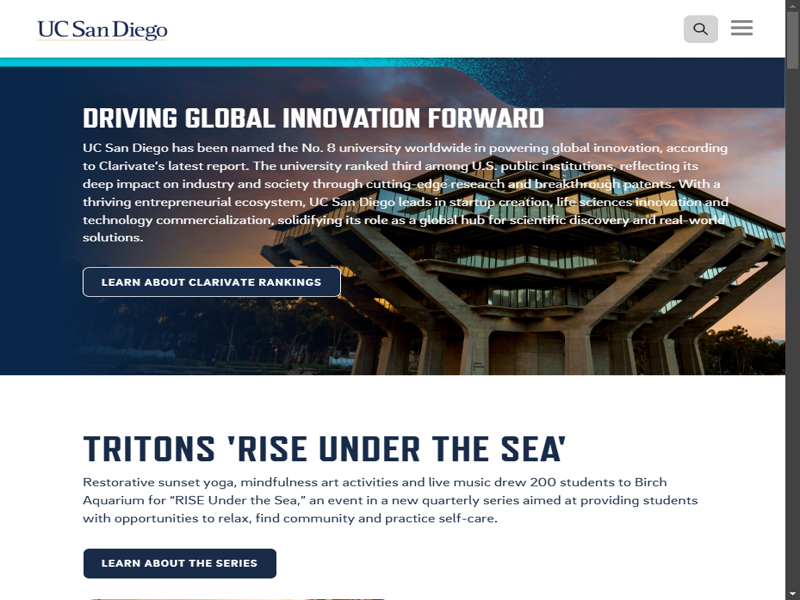 UC San Diego
DRIVING GLOBAL INNOVATION FORWARD
UC San Diego has been named the No. 8 university worldwide in powering global innovation, according
to Clarivate's latest report. The university ranked third among U.S. public institutions, reflecting its
deep impact on industry and society through cutting-edge research and breakthrough patents. With a
thriving entrepreneurial ecosystem, UC San Diego leads in startup creation, life sciences innovation and
technology commercialization, solidifying its role as a global hub for scientific discovery and real-world
solutions.
LEARN ABOUT CLARIVATE RANKINGS
TRITONS 'RISE UNDER THE SEA'
Restorative sunset yoga, mindfulness art activities and live music drew 200 students to Birch
Aquarium for “RISE Under the Sea,” an event in a new quarterly series aimed at providing students
with opportunities to relax, find community and practice self-care.
LEARN ABOUT THE SERIES